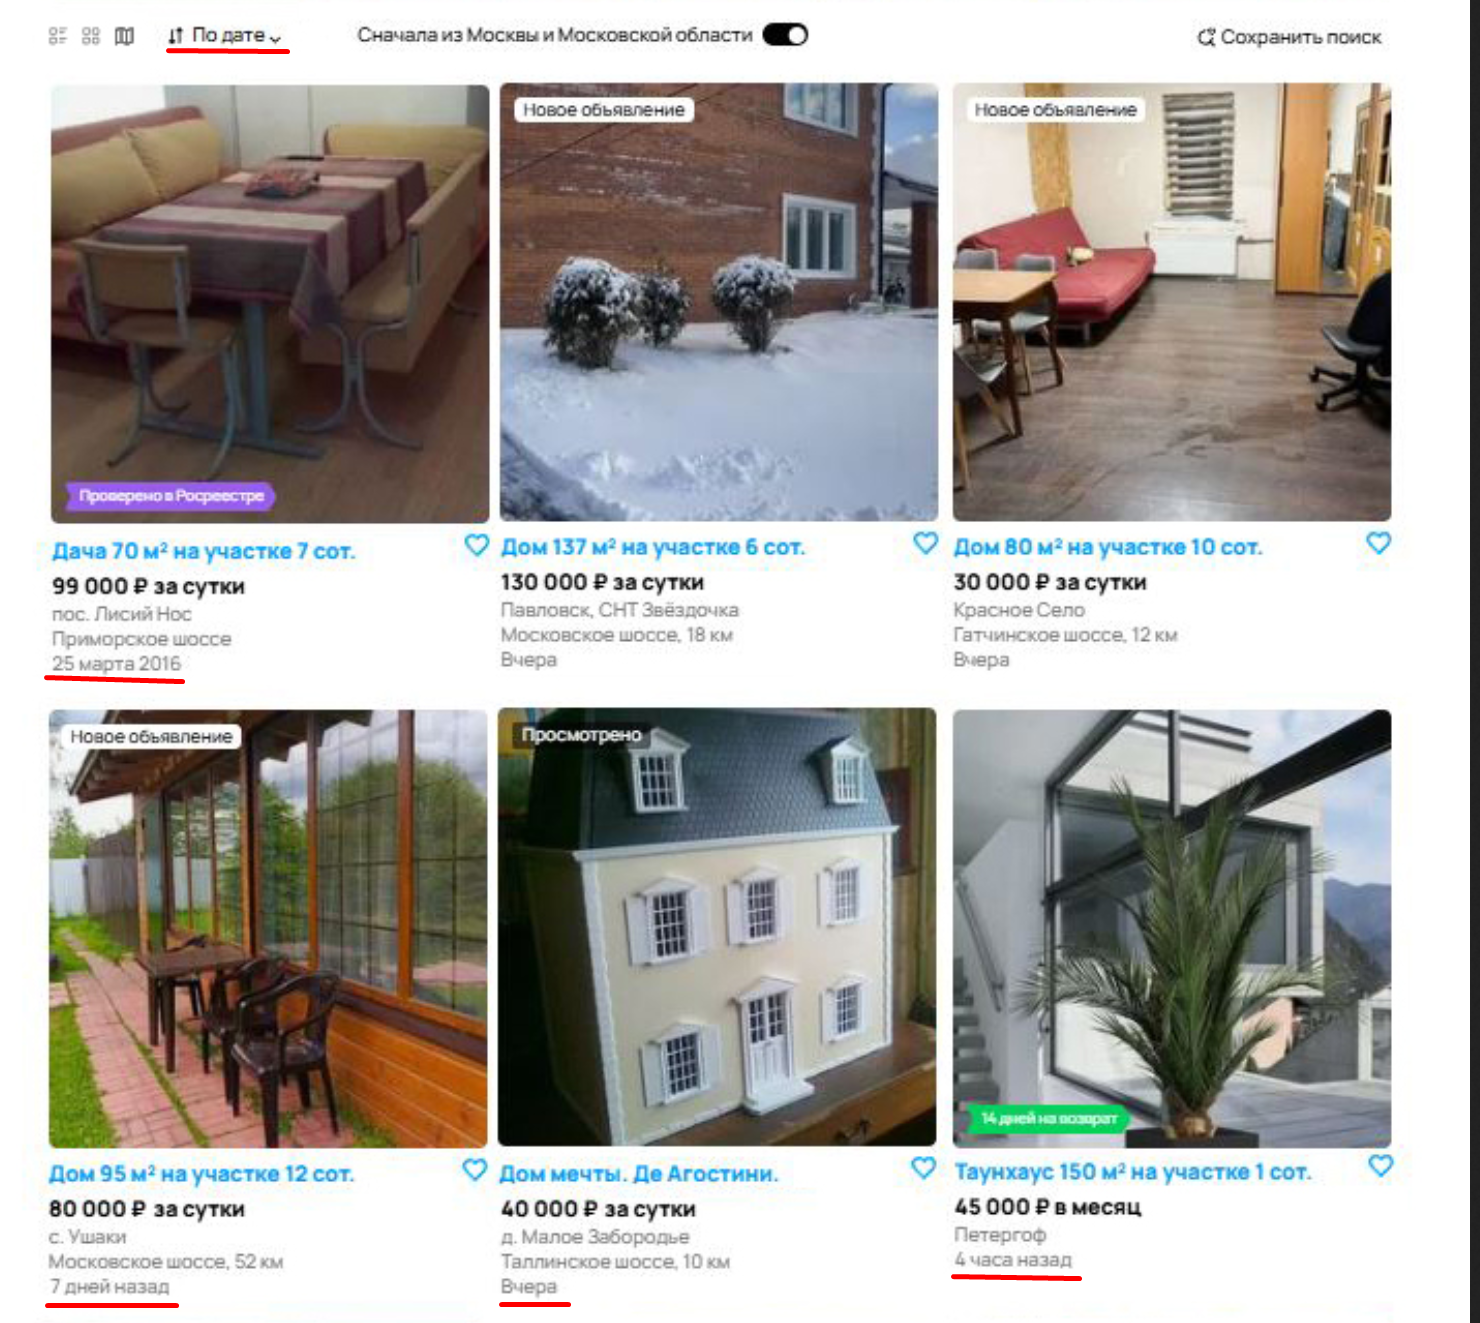 По дате
Сначала из Москвы и Московской области
Сохранить поиск
Проверено в Росреестре
Дача 70 м² на участке 7 сот.
99 000 ₽ за сутки
пос. Лисий Нос
Приморское шоссе
25 марта 2016
Новое объявление
Дом 137 м² на участке 6 сот.
130 000 ₽ за сутки
Павловск, СНТ Звёздочка
Московское шоссе, 18 км
Вчера
Новое объявление
Дом 80 м² на участке 10 сот.
30 000 ₽ за сутки
Красное Село
Гатчинское шоссе, 12 км
Вчера
Новое объявление
Дом 95 м² на участке 12 сот.
80 000 ₽ за сутки
с. Ушаки
Московское шоссе, 52 км
7 дней назад
Просмотрено
Дом мечты. Де Агостини.
40 000 ₽ за сутки
д. Малое Забородье
Таллинское шоссе, 10 км
Вчера
14 дней на возврат
Таунхаус 150 м² на участке 1 сот.
45 000 ₽ в месяц
Петергоф
4 часа назад